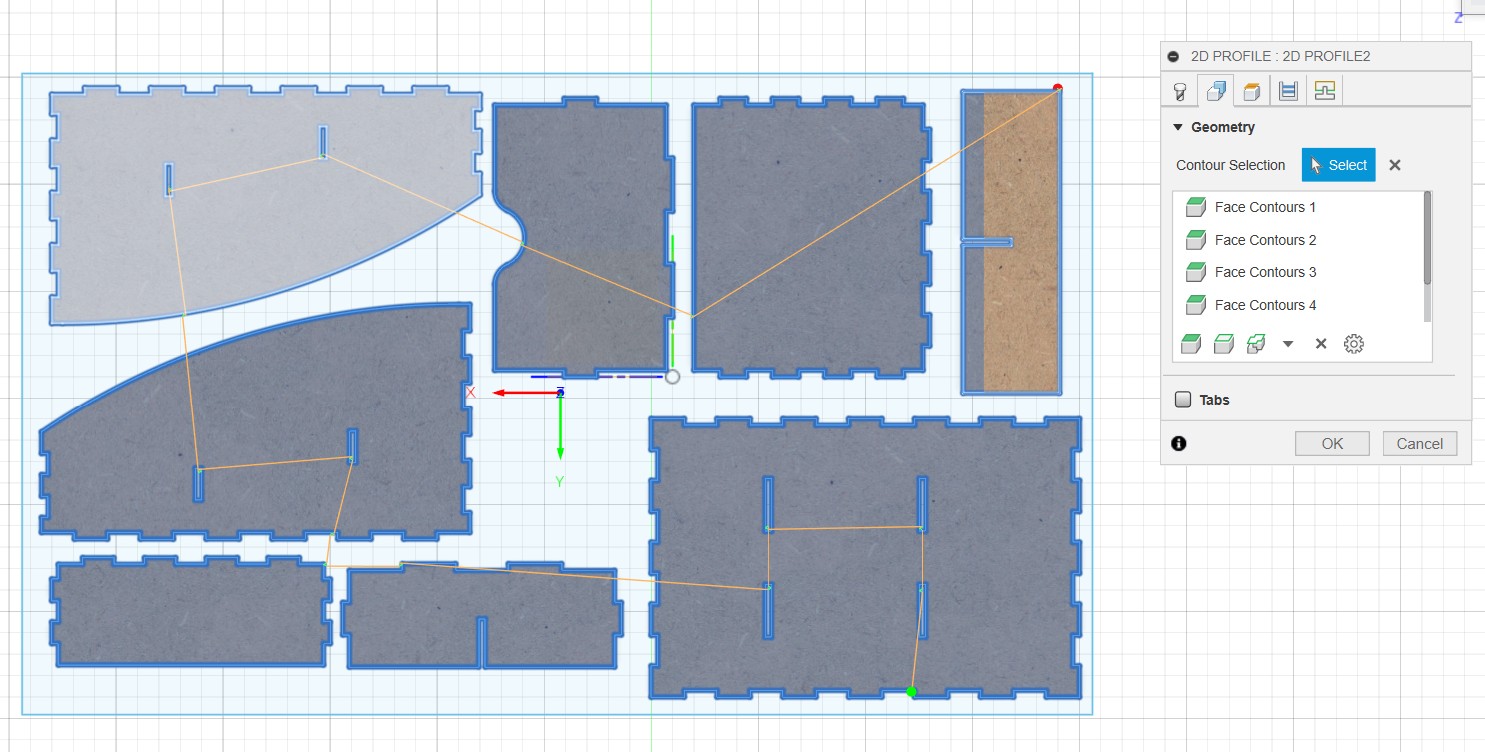 Z
2D PROFILE : 2D PROFILE2
Geometry
Contour Selection Select
Face Contours 1
Face Contours 2
Face Contours 3
Face Contours 4
X
Z
Tabs
OK Cancel
Y